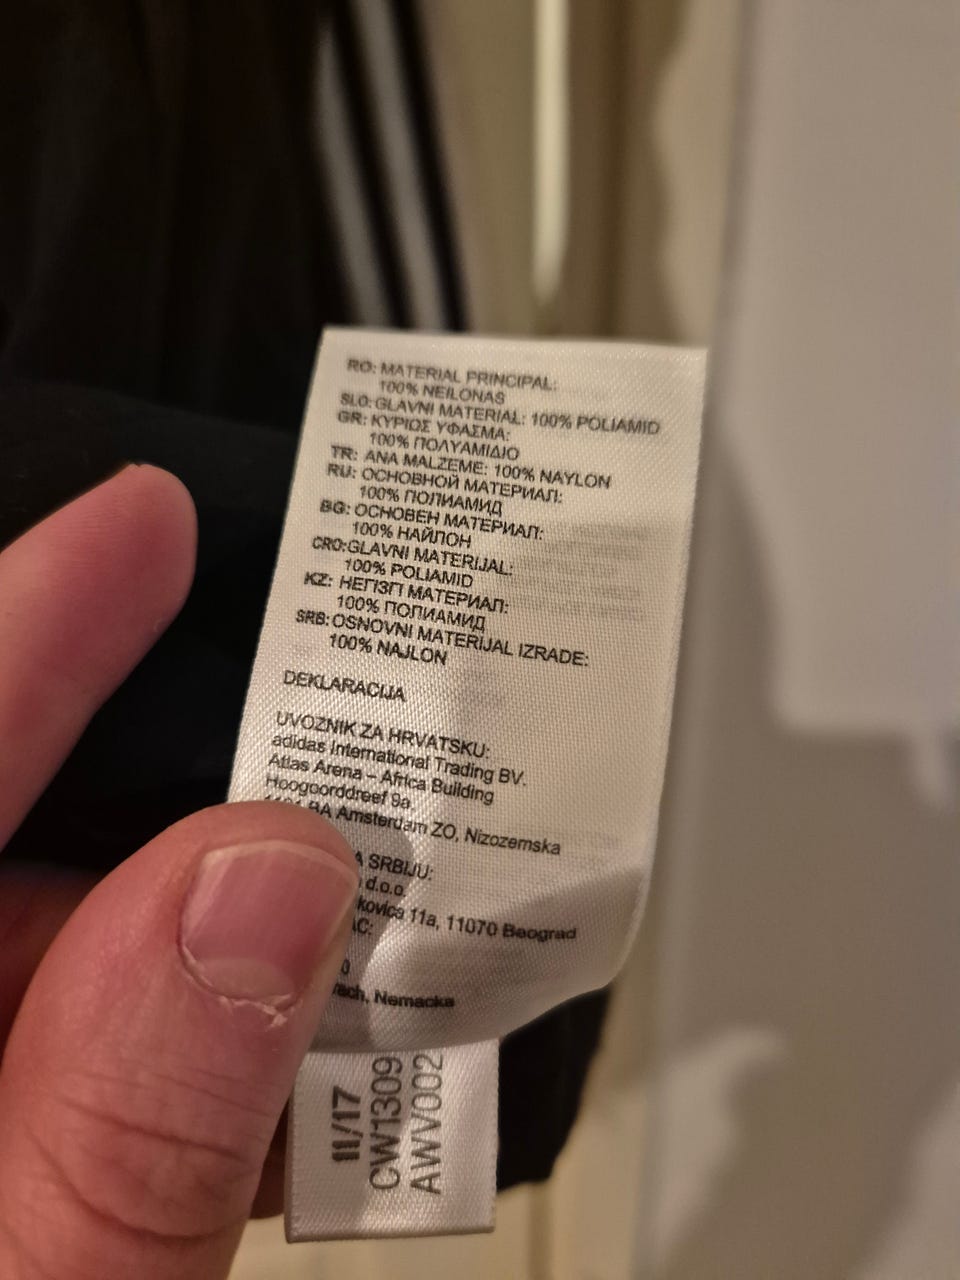 RO: MATERIAL PRINCIPAL:
100% NEILONAS
SLO: GLAVNI MATERIAL: 100% POLIAMID
GR: ΚΥΡΙΟΣ ΥΦΑΣΜΑ:
100% ΠΟΛΥΑΜΙΔΙΟ
TR: ANA MALZEME: 100% NAYLON
RU: ОСНОВНОЙ МАТЕРИАЛ:
100% ПОЛИАМИД
BG: ОСНОВЕН МАТЕРИАЛ:
100% НАЙЛОН
CRO: GLAVNI MATERIJAL:
100% POLIAMID
KZ: НЕГІЗГІ МАТЕРИАЛ:
100% ПОЛИАМИД
SRB: OSNOVNI MATERIJAL IZRADE:
100% NAJLON
DEKLARACIJA
UVOZNIK ZA HRVATSKU:
adidas International Trading BV.
Atlas Arena – Africa Building
Hoogoorddreef 9a,
BA Amsterdam ZO, Nizozemska
SRBIJU:
d.o.o.
11a, 11070 Beograd
Nemacka
II/17
CW1309
AWV002